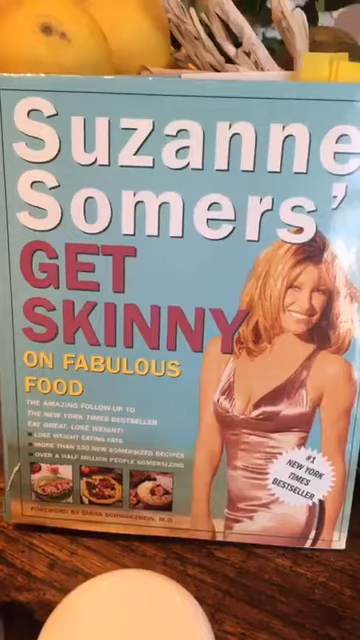 Suzanne
Somers'
GET
SKINNY
ON FABULOUS
FOOD
THE AMAZING FOLLOW-UP TO
THE NEW YORK TIMES BESTSELLER
EAT GREAT, LOSE WEIGHT!
LOSE WEIGHT EATING FATS
MORE THAN 130 NEW SOMERSIZED RECIPES
OVER A HALF MILLION PEOPLE SOMERSIZING
#1
NEW YORK
TIMES
BESTSELLER
FOREWORD BY DIANA SCHWARZBEIN, M.D.